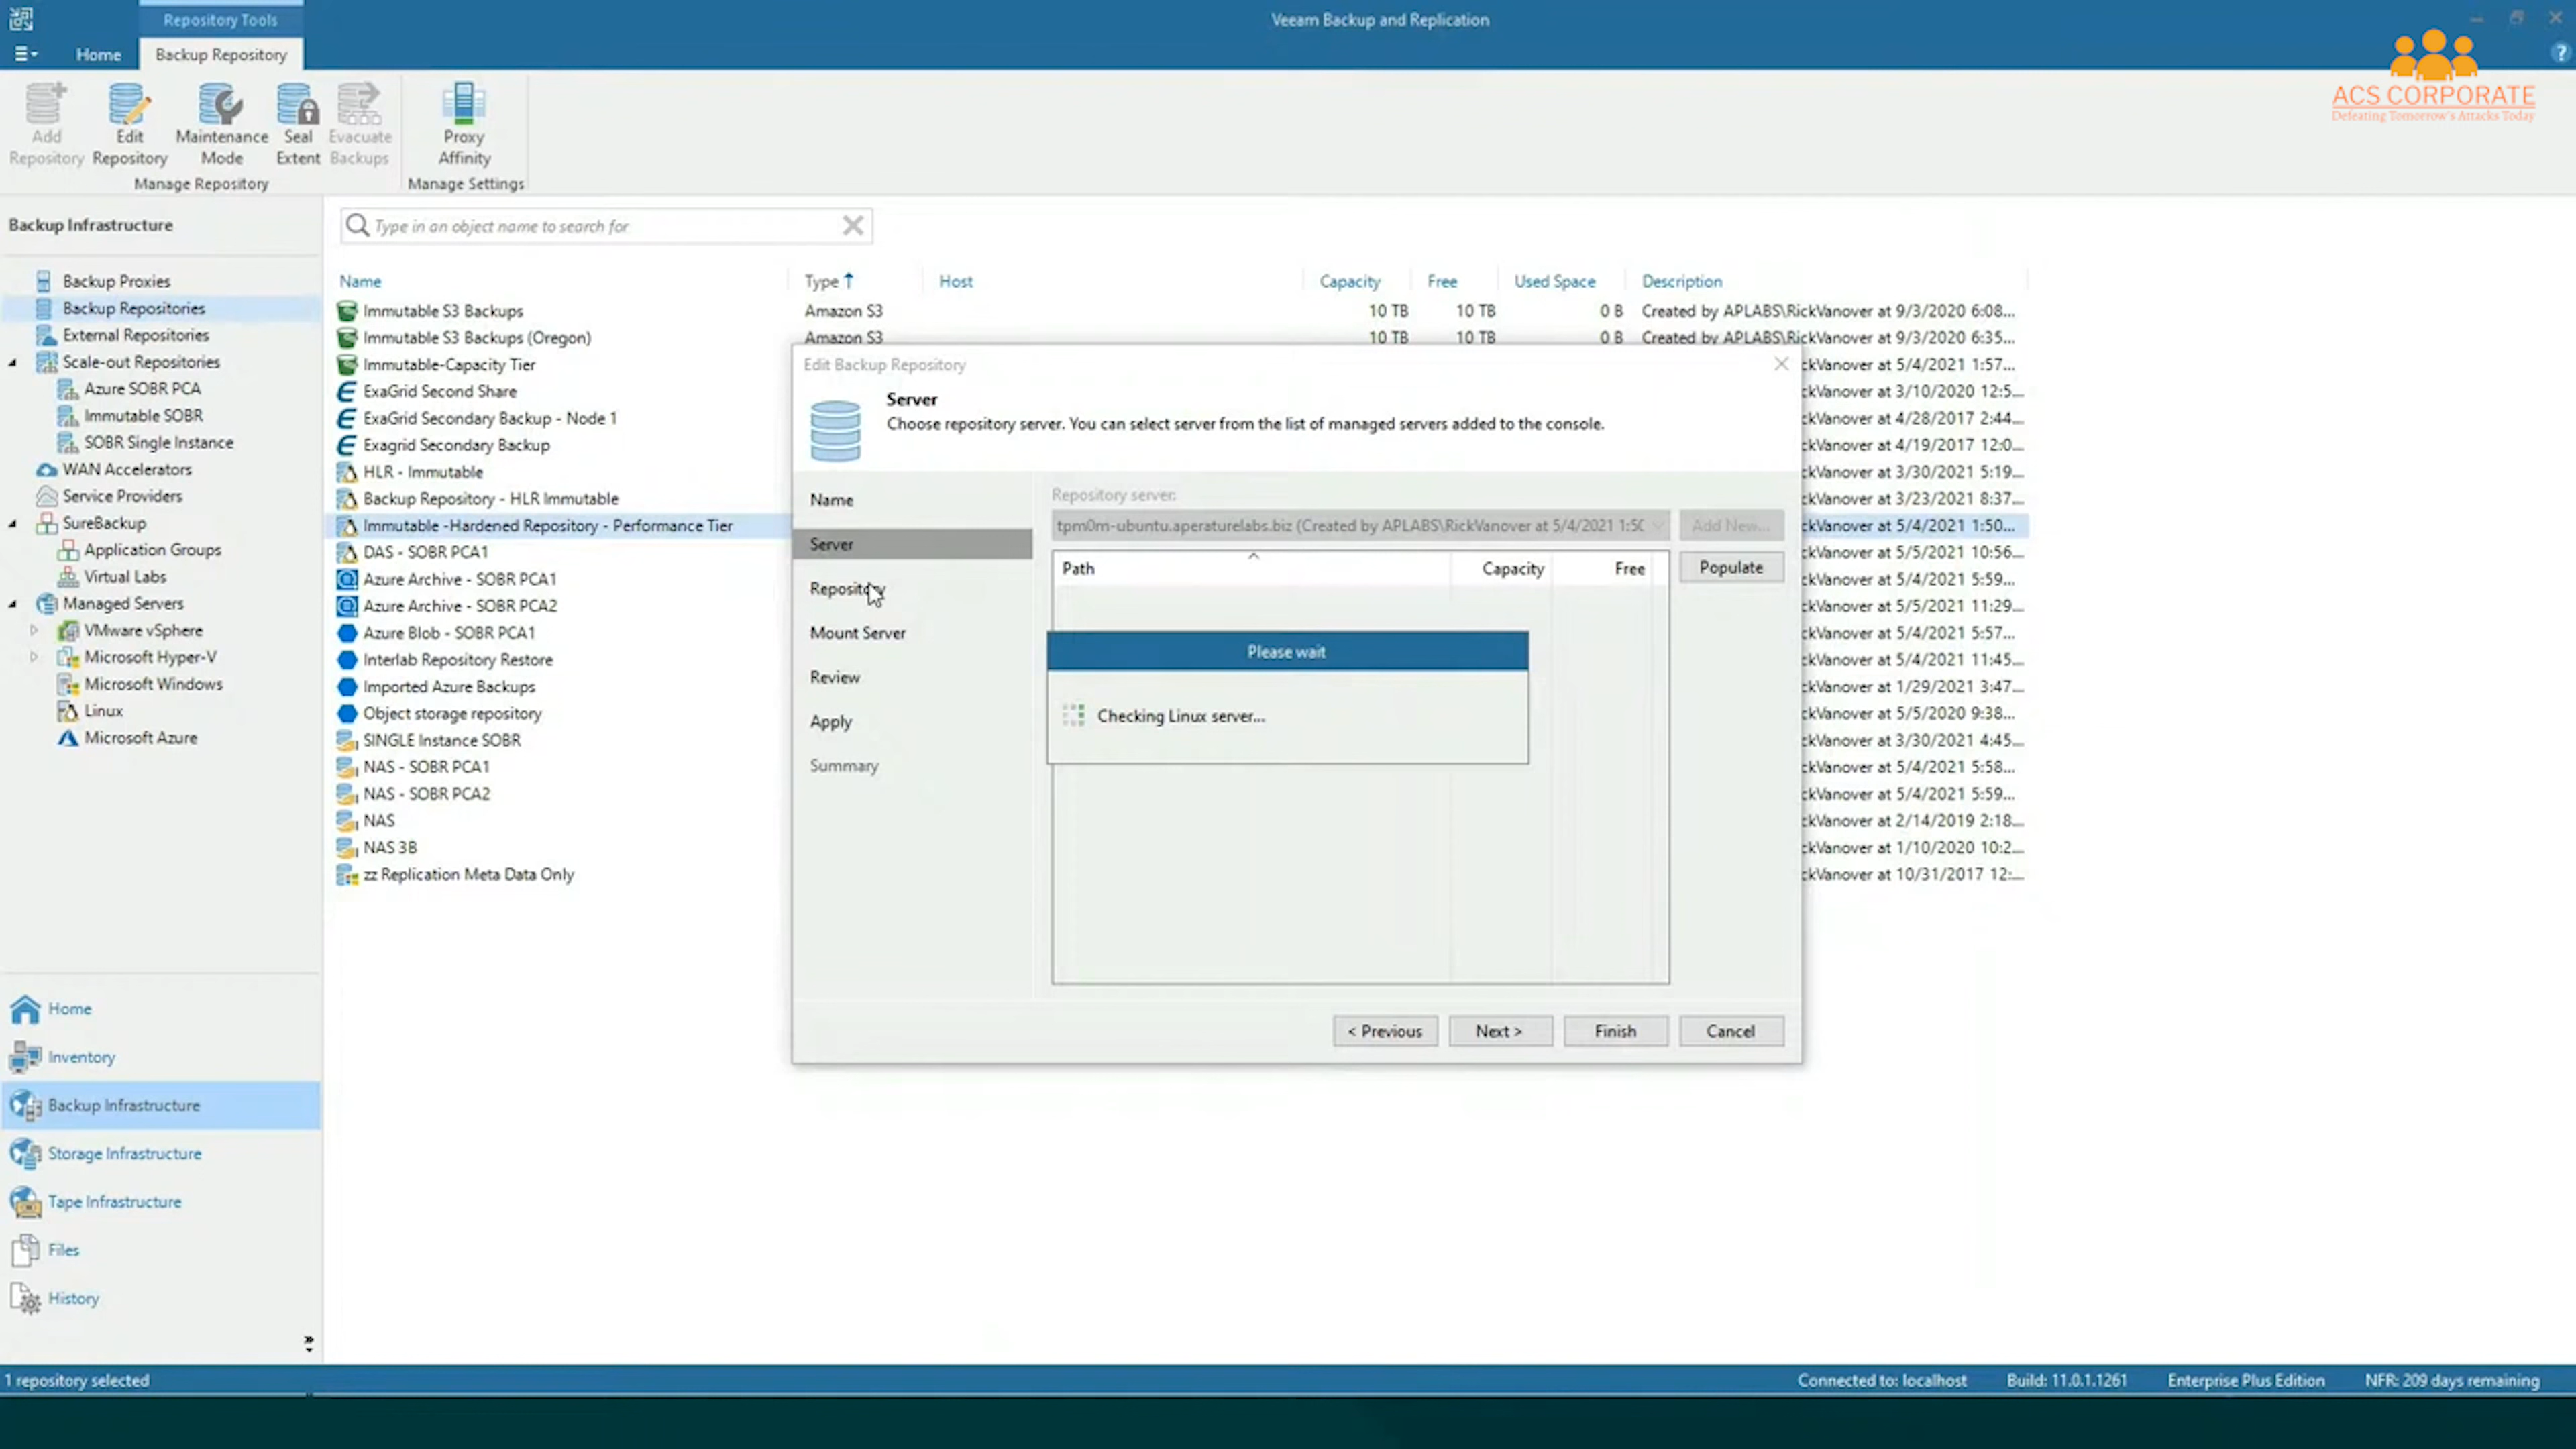 Repository Tools
Veeam Backup and Replication
Home
Backup Repository
ACS CORPORATE
Defeating Tomorrow's Attacks Today
Add Repository
Edit Repository
Maintenance Mode
Seal Extent
Evacuate Backups
Proxy Affinity
Manage Repository
Manage Settings
Backup Infrastructure
Type in an object name to search for
Backup Proxies
Backup Repositories
External Repositories
Scale-out Repositories
Azure SOBR PCA
Immutable SOBR
SOBR Single Instance
WAN Accelerators
Service Providers
SureBackup
Application Groups
Virtual Labs
Managed Servers
VMware vSphere
Microsoft Hyper-V
Microsoft Windows
Linux
Microsoft Azure
Name Type Host Capacity Free Used Space Description
Immutable S3 Backups Amazon S3 10 TB 10 TB 0 B Created by APLABS\RickVanover at 9/3/2020 6:08...
Immutable S3 Backups (Oregon) Amazon S3 10 TB 10 TB 0 B Created by APLABS\RickVanover at 9/3/2020 6:35...
Immutable-Capacity Tier ckVanover at 5/4/2021 1:57...
ExaGrid Second Share ckVanover at 3/10/2020 12:5...
ExaGrid Secondary Backup - Node 1 ckVanover at 4/28/2017 2:44...
Exagrid Secondary Backup ckVanover at 4/19/2017 12:0...
HLR - Immutable ckVanover at 3/30/2021 5:19...
Backup Repository - HLR Immutable ckVanover at 3/23/2021 8:37...
Immutable -Hardened Repository - Performance Tier ckVanover at 5/4/2021 1:50...
DAS - SOBR PCA1 ckVanover at 5/5/2021 10:56...
Azure Archive - SOBR PCA1 ckVanover at 5/4/2021 5:59...
Azure Archive - SOBR PCA2 ckVanover at 5/5/2021 11:29...
Azure Blob - SOBR PCA1 ckVanover at 5/4/2021 5:57...
Interlab Repository Restore ckVanover at 5/4/2021 11:45...
Imported Azure Backups ckVanover at 1/29/2021 3:47...
Object storage repository ckVanover at 5/5/2020 9:38...
SINGLE Instance SOBR ckVanover at 3/30/2021 4:45...
NAS - SOBR PCA1 ckVanover at 5/4/2021 5:58...
NAS - SOBR PCA2 ckVanover at 5/4/2021 5:59...
NAS ckVanover at 2/14/2019 2:18...
NAS 3B ckVanover at 1/10/2020 10:2...
zz Replication Meta Data Only ckVanover at 10/31/2017 12:...
Edit Backup Repository
Server
Choose repository server. You can select server from the list of managed servers added to the console.
Name
Server
Repository
Mount Server
Review
Apply
Summary
Repository server:
tpm0m-ubuntu.aperaturelabs.biz (Created by APLABS\RickVanover at 5/4/2021 1:50
Add New...
Path Capacity Free
Populate
Please wait
Checking Linux server...
< Previous
Next >
Finish
Cancel
Home
Inventory
Backup Infrastructure
Storage Infrastructure
Tape Infrastructure
Files
History
1 repository selected
Connected to: localhost
Build: 11.0.1.1261
Enterprise Plus Edition
NFR: 209 days remaining